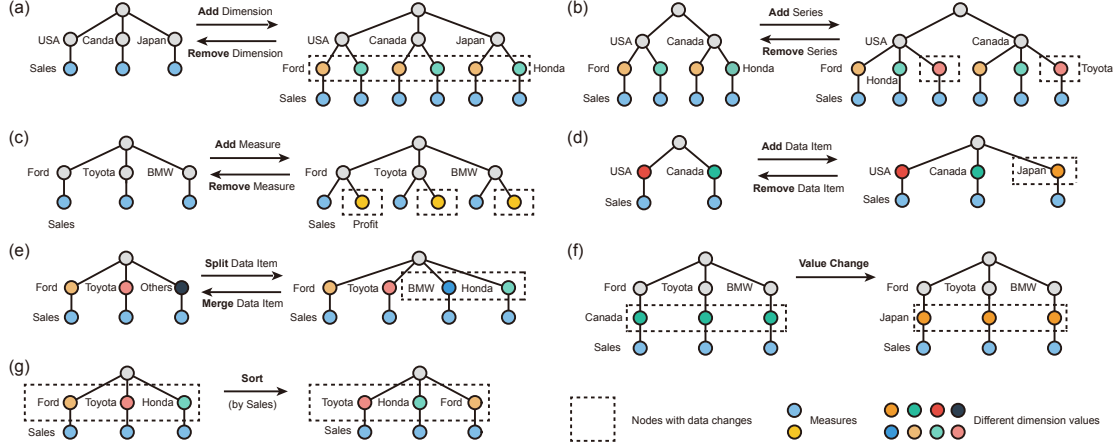 (a)
Add Dimension
Remove Dimension
USA Canda Japan
Sales
USA Canada Japan
Ford Honda
Sales
(b)
Add Series
Remove Series
USA Canada
Ford Honda
Sales
USA Canada
Ford Honda Toyota
Sales
(c)
Add Measure
Remove Measure
Ford Toyota BMW
Sales
Ford Toyota BMW
Sales Profit
(d)
Add Data Item
Remove Data Item
USA Canada
Sales
USA Canada Japan
Sales
(e)
Split Data Item
Merge Data Item
Ford Toyota Others
Sales
Ford Toyota BMW Honda
Sales
(f)
Value Change
Ford Toyota BMW
Canada
Sales
Ford Toyota BMW
Japan
Sales
(g)
Sort
(by Sales)
Ford Toyota Honda
Sales
Toyota Honda Ford
Sales
Nodes with data changes
Measures
Different dimension values